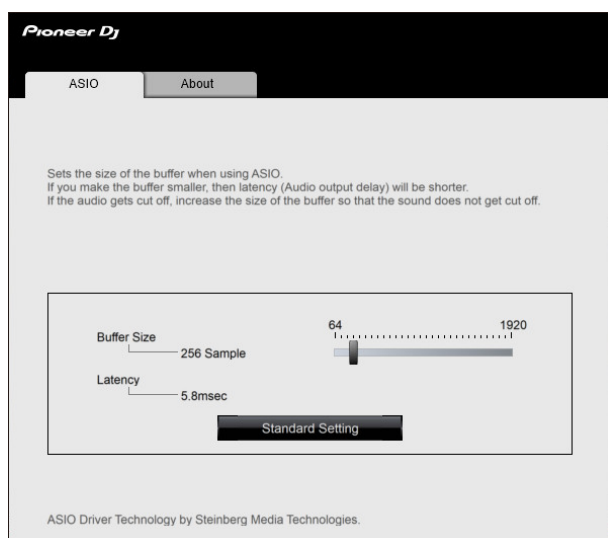 Pioneer Dj
ASIO About
Sets the size of the buffer when using ASIO.
If you make the buffer smaller, then latency (Audio output delay) will be shorter.
If the audio gets cut off, increase the size of the buffer so that the sound does not get cut off.
64 1920
Buffer Size
256 Sample
Latency
5.8msec
Standard Setting
ASIO Driver Technology by Steinberg Media Technologies.